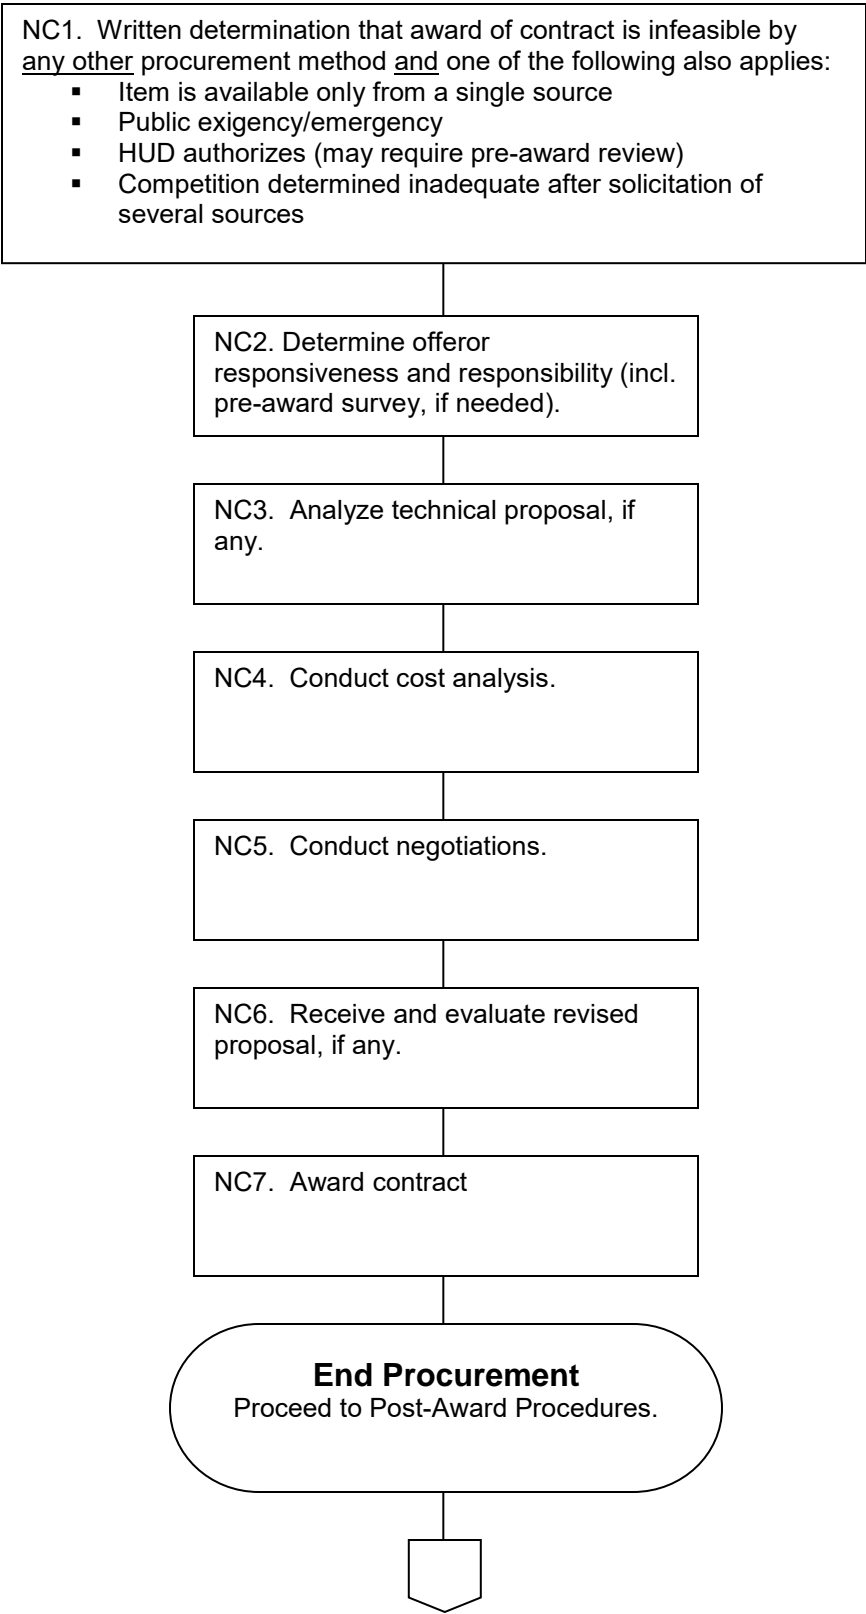 NC1.  Written determination that award of contract is infeasible by
any other procurement method and one of the following also applies:
▪ Item is available only from a single source
▪ Public exigency/emergency
▪ HUD authorizes (may require pre-award review)
▪ Competition determined inadequate after solicitation of
several sources
NC2. Determine offeror
responsiveness and responsibility (incl.
pre-award survey, if needed).
NC3.  Analyze technical proposal, if
any.
NC4.  Conduct cost analysis.
NC5.  Conduct negotiations.
NC6.  Receive and evaluate revised
proposal, if any.
NC7.  Award contract
End Procurement
Proceed to Post-Award Procedures.